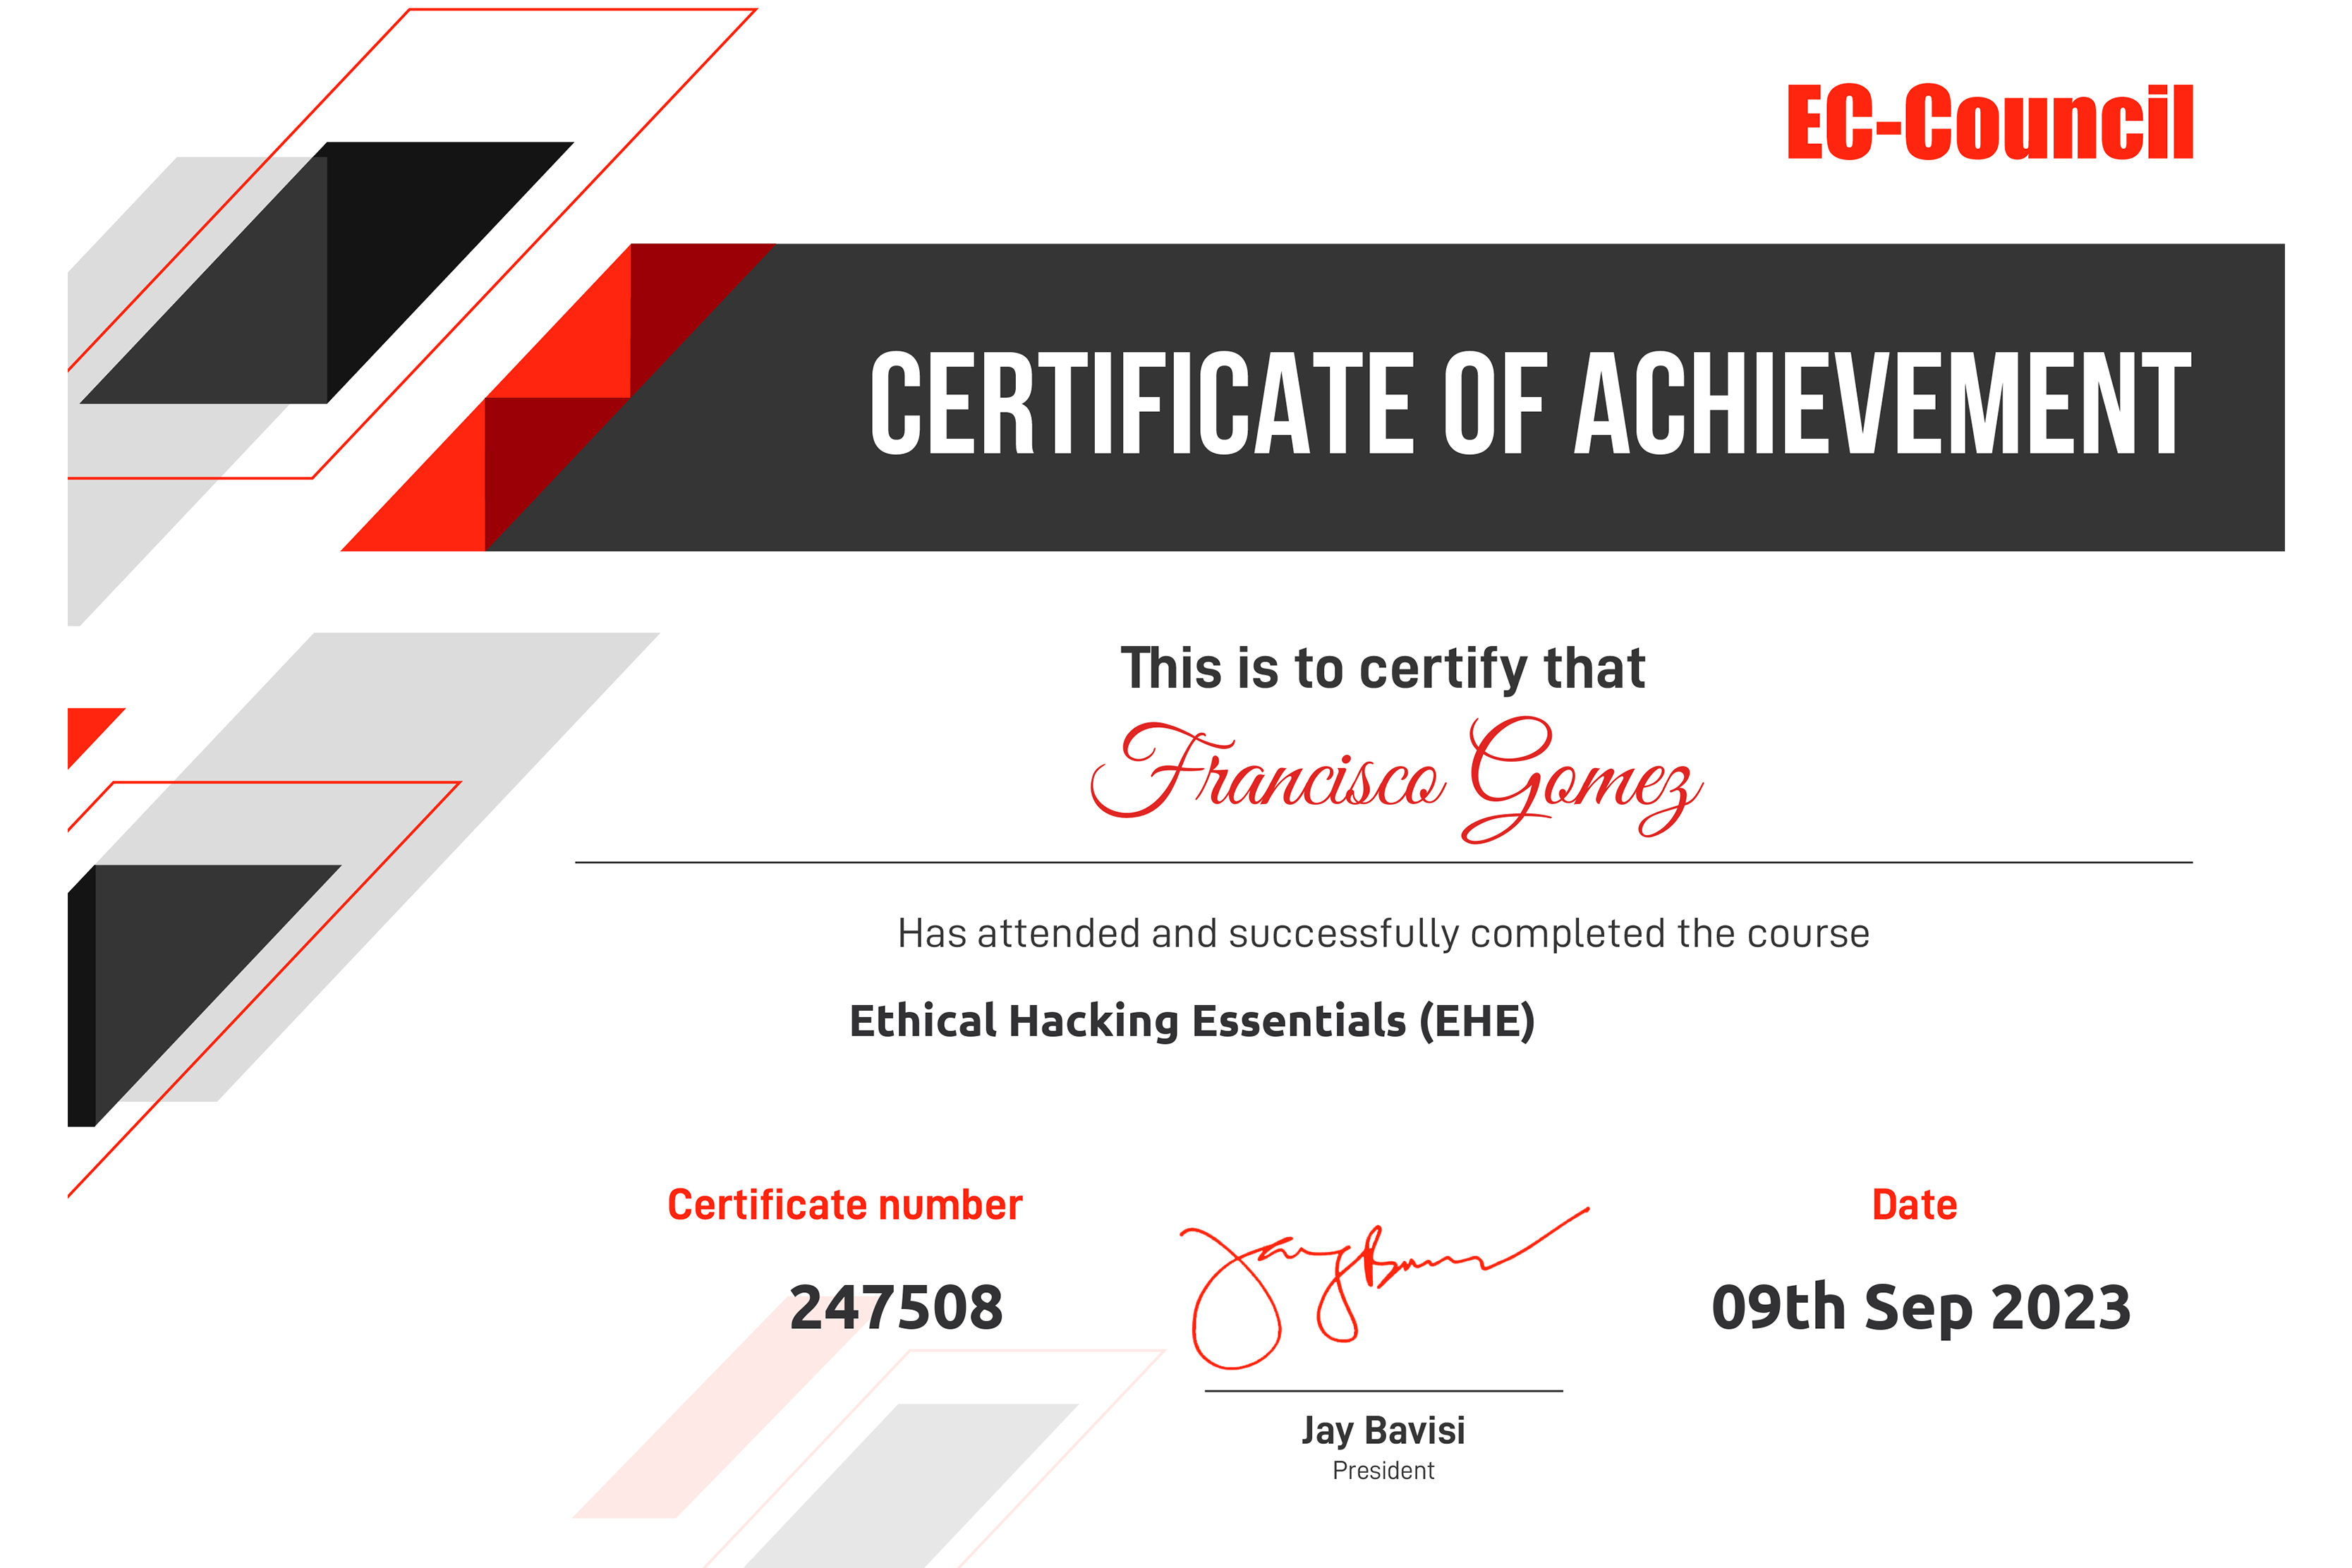 EC-Council
CERTIFICATE OF ACHIEVEMENT
This is to certify that
Francisco Gomez
Has attended and successfully completed the course
Ethical Hacking Essentials (EHE)
Certificate number
247508
Date
09th Sep 2023
Jay Bavisi
President